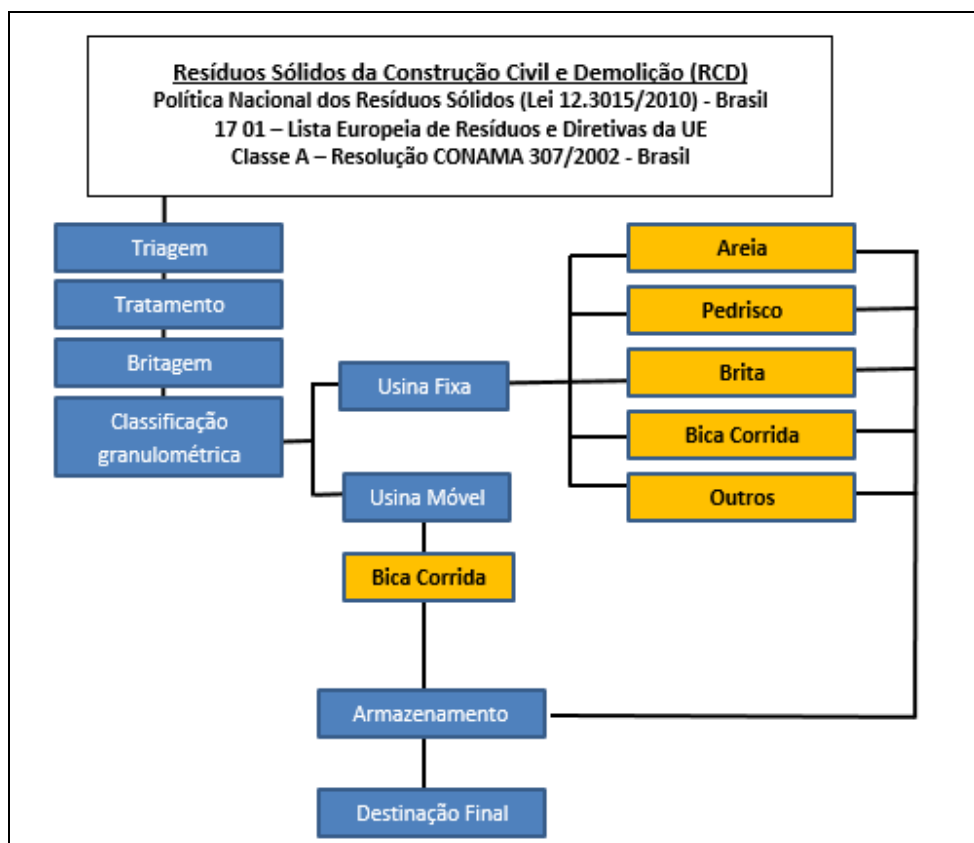 Resíduos Sólidos da Construção Civil e Demolição (RCD)
Política Nacional dos Resíduos Sólidos (Lei 12.3015/2010) - Brasil
17 01 – Lista Europeia de Resíduos e Diretivas da UE
Classe A – Resolução CONAMA 307/2002 - Brasil
Triagem
Tratamento
Britagem
Classificação
granulométrica
Usina Fixa
Usina Móvel
Bica Corrida
Areia
Pedrisco
Brita
Bica Corrida
Outros
Armazenamento
Destinação Final